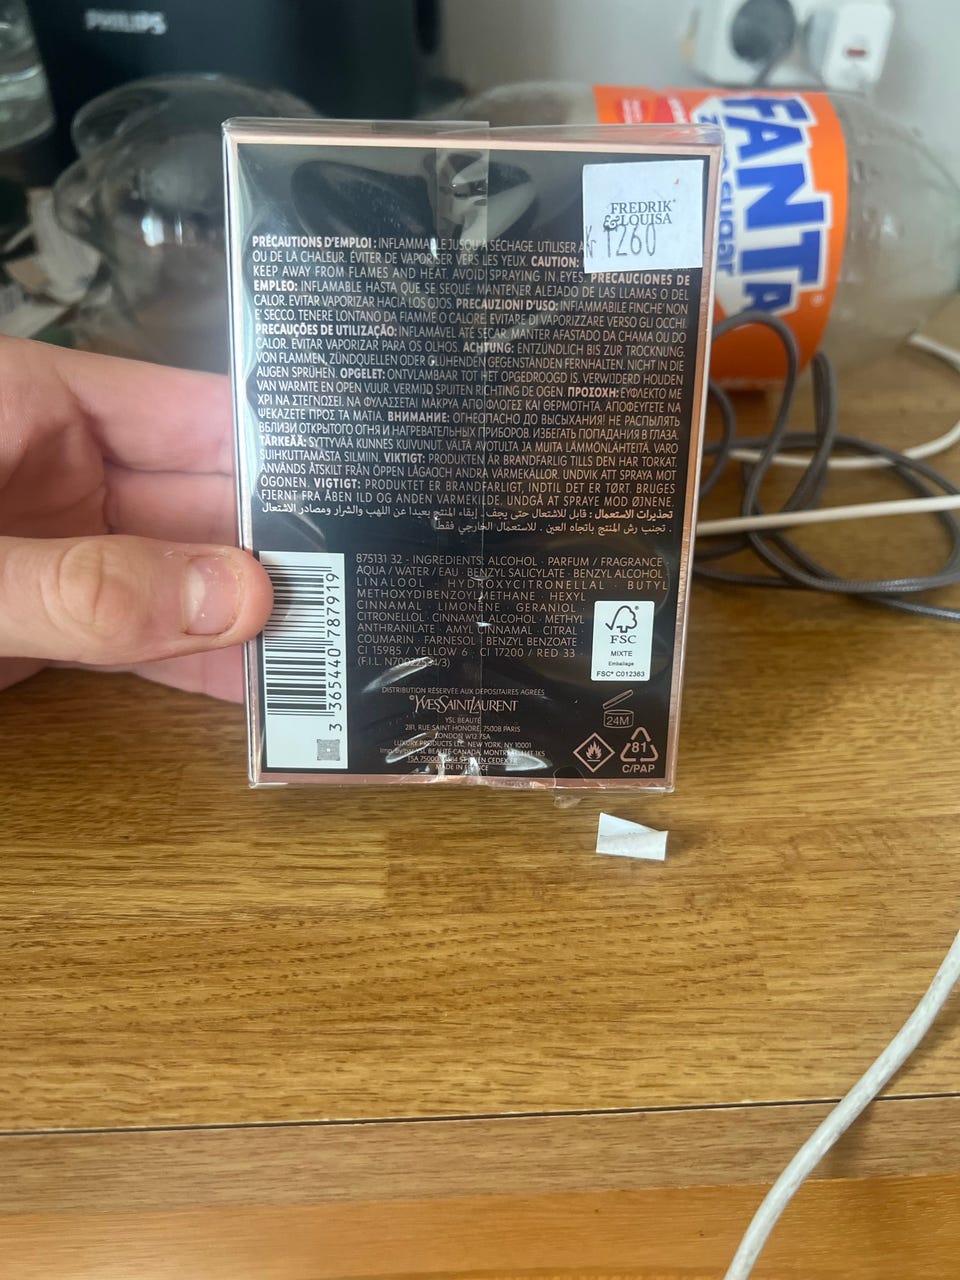 PHILIPS
FANTA
FREDRIK
&LOUISA
1260
PRÉCAUTIONS D'EMPLOI : INFLAMMABLE JUSQU'À SÉCHAGE. UTILISER
OU DE LA CHALEUR. ÉVITER DE VAPORISER VERS LES YEUX. CAUTION:
KEEP AWAY FROM FLAMES AND HEAT. AVOID SPRAYING IN EYES. PRECAUCIONES DE
EMPLEO: INFLAMABLE HASTA QUE SE SEQUE. MANTENER ALEJADO DE LAS LLAMAS O DEL
CALOR. EVITAR VAPORIZAR HACIA LOS OJOS. PRECAUZIONI D'USO: INFIAMMABILE FINCHE' NON
E' SECCO. TENERE LONTANO DA FIAMME O CALORE. EVITARE DI VAPORIZZARE VERSO GLI OCCHI.
PRECAUÇÕES DE UTILIZAÇÃO: INFLAMÁVEL ATÉ SECAR. MANTER AFASTADO DA CHAMA OU DO
CALOR. EVITAR VAPORIZAR PARA OS OLHOS. ACHTUNG: ENTZÜNDLICH BIS ZUR TROCKNUNG.
VON FLAMMEN, ZÜNDQUELLEN ODER GLÜHENDEN GEGENSTÄNDEN FERNHALTEN. NICHT IN DIE
AUGEN SPRÜHEN. OPGELET: ONTVLAMBAAR TOT HET OPGEDROOGD IS. VERWIJDERD HOUDEN
VAN WARMTE EN OPEN VUUR. VERMIJD SPUITEN RICHTING DE OGEN. ΠΡΟΣΟΧΗ: ΕΥΦΛΕΚΤΟ ΜΕ
ΧΡΙ ΝΑ ΣΤΕΓΝΩΣΕΙ. ΝΑ ΦΥΛΑΣΣΕΤΑΙ ΜΑΚΡΥΑ ΑΠΟ ΦΛΟΓΕΣ ΚΑΙ ΘΕΡΜΟΤΗΤΑ. ΑΠΟΦΕΥΓΕΤΕ ΝΑ
ΨΕΚΑΖΕΤΕ ΠΡΟΣ ΤΑ ΜΑΤΙΑ. ВНИМАНИЕ: ОГНЕОПАСНО ДО ВЫСЫХАНИЯ! НЕ РАСПЫЛЯТЬ
ВБЛИЗИ ОТКРЫТОГО ОГНЯ И НАГРЕВАТЕЛЬНЫХ ПРИБОРОВ. ИЗБЕГАТЬ ПОПАДАНИЯ В ГЛАЗА.
TÄRKEÄÄ: SYTTYVÄÄ KUNNES KUIVUNUT. VÄLTÄ AVOTULTA JA MUITA LÄMMÖNLÄHTEITÄ. VARO
SUIHKUTTAMASTA SILMIIN. VIKTIGT: PRODUKTEN ÄR BRANDFARLIG TILLS DEN HAR TORKAT.
ANVÄNDS ÅTSKILT FRÅN ÖPPEN LÅGA OCH ANDRA VÄRMEKÄLLOR. UNDVIK ATT SPRAYA MOT
ÖGONEN. VIGTIGT: PRODUKTET ER BRANDFARLIGT, INDTIL DET ER TØRT. BRUGES
FJERNT FRA ÅBEN ILD OG ANDEN VARMEKILDE. UNDGÅ AT SPRAYE MOD ØJNENE.
تحذيرات الاستعمال : قابل للاشتعال حتى يجف. إبقاء المنتج بعيدا عن اللهب والشرار ومصادر الاشتعال
. تجنب رش المنتج باتجاه العين . للاستعمال الخارجي فقط
875131 32 - INGREDIENTS: ALCOHOL · PARFUM / FRAGRANCE
AQUA / WATER / EAU · BENZYL SALICYLATE · BENZYL ALCOHOL
LINALOOL · HYDROXYCITRONELLAL · BUTYL
METHOXYDIBENZOYLMETHANE · HEXYL
CINNAMAL · LIMONENE · GERANIOL ·
CITRONELLOL · CINNAMYL ALCOHOL · METHYL
ANTHRANILATE · AMYL CINNAMAL · CITRAL ·
COUMARIN · FARNESOL · BENZYL BENZOATE ·
CI 15985 / YELLOW 6 · CI 17200 / RED 33 ·
(F.I.L. N70022594/3)
3 365440 787919
FSC
MIXTE
Emballage
FSC® C012363
DISTRIBUTION RÉSERVÉE AUX DÉPOSITAIRES AGRÉÉS
YVESSAINTLAURENT
YSL BEAUTÉ
281, RUE SAINT HONORÉ, 75008 PARIS
LONDON W12 7SA
LUXURY PRODUCTS LLC. NEW YORK, NY 10001
YSL BEAUTÉ CANADA, MONTRÉAL H4T 1K5
MADE IN FRANCE
24M
81
C/PAP